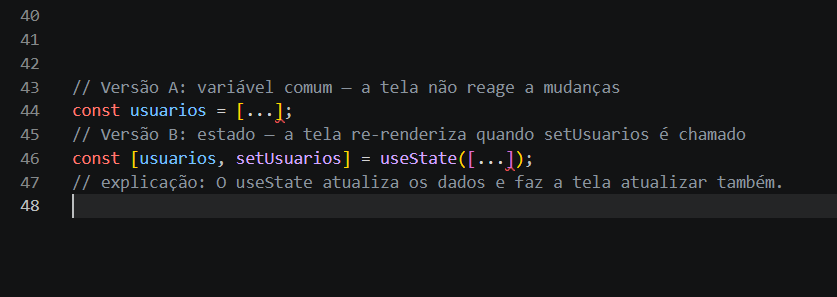 40
41
42
43 // Versão A: variável comum — a tela não reage a mudanças
44 const usuarios = [...];
45 // Versão B: estado — a tela re-renderiza quando setUsuarios é chamado
46 const [usuarios, setUsuarios] = useState([...]);
47 // explicação: O useState atualiza os dados e faz a tela atualizar também.
48